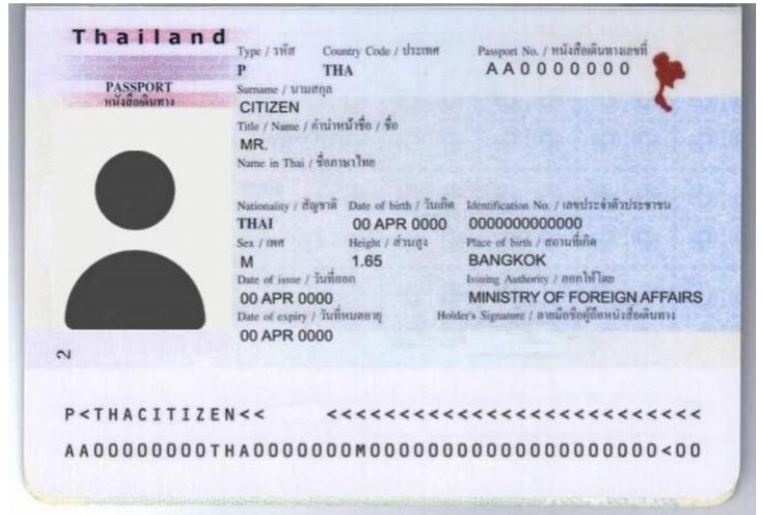 Thailand
Type / รหัส Country Code / ประเทศ Passport No. / หนังสือเดินทางเลขที่
P THA AA0000000
PASSPORT
หนังสือเดินทาง
Surname / นามสกุล
CITIZEN
Title / Name / คำนำหน้าชื่อ / ชื่อ
MR.
Name in Thai / ชื่อภาษาไทย
Nationality / สัญชาติ Date of birth / วันเกิด Identification No. / เลขประจำตัวประชาชน
THAI 00 APR 0000 0000000000000
Sex / เพศ Height / ส่วนสูง Place of birth / สถานที่เกิด
M 1.65 BANGKOK
Date of issue / วันที่ออก Issuing Authority / ออกให้โดย
00 APR 0000 MINISTRY OF FOREIGN AFFAIRS
Date of expiry / วันที่หมดอายุ Holder's Signature / ลายมือชื่อผู้ถือหนังสือเดินทาง
00 APR 0000
2
P<THACITIZEN<< <<<<<<<<<<<<<<<<<<<<<<<<<<
AA00000000THA0000000M00000000000000000000000<00